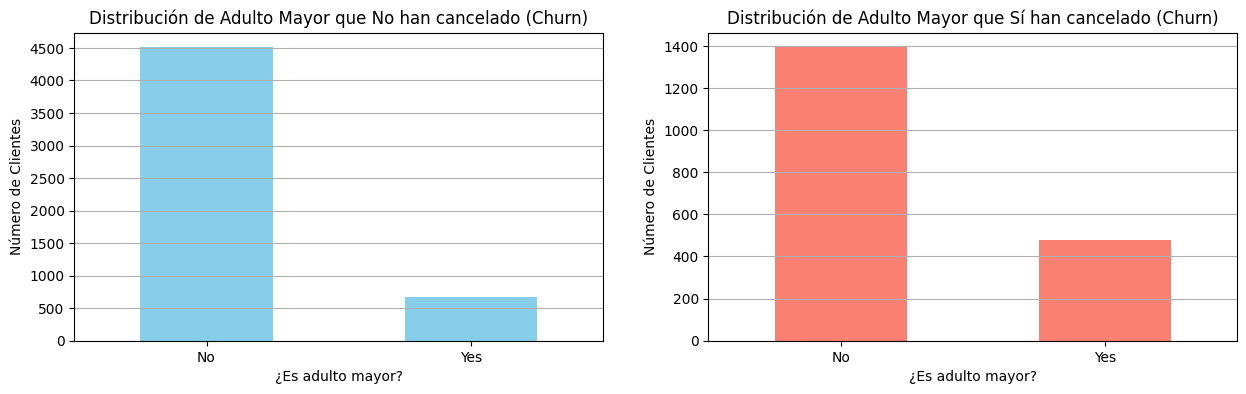 Distribución de Adulto Mayor que No han cancelado (Churn)
Número de Clientes
4500
4000
3500
3000
2500
2000
1500
1000
500
0
No
Yes
¿Es adulto mayor?
Distribución de Adulto Mayor que Sí han cancelado (Churn)
Número de Clientes
1400
1200
1000
800
600
400
200
0
No
Yes
¿Es adulto mayor?